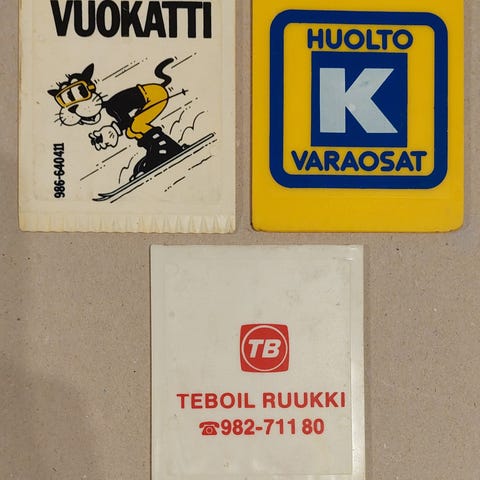 VUOKATTI
986-640411
HUOLTO
K
VARAOSAT
TB
TEBOIL RUUKKI
☎982-711 80